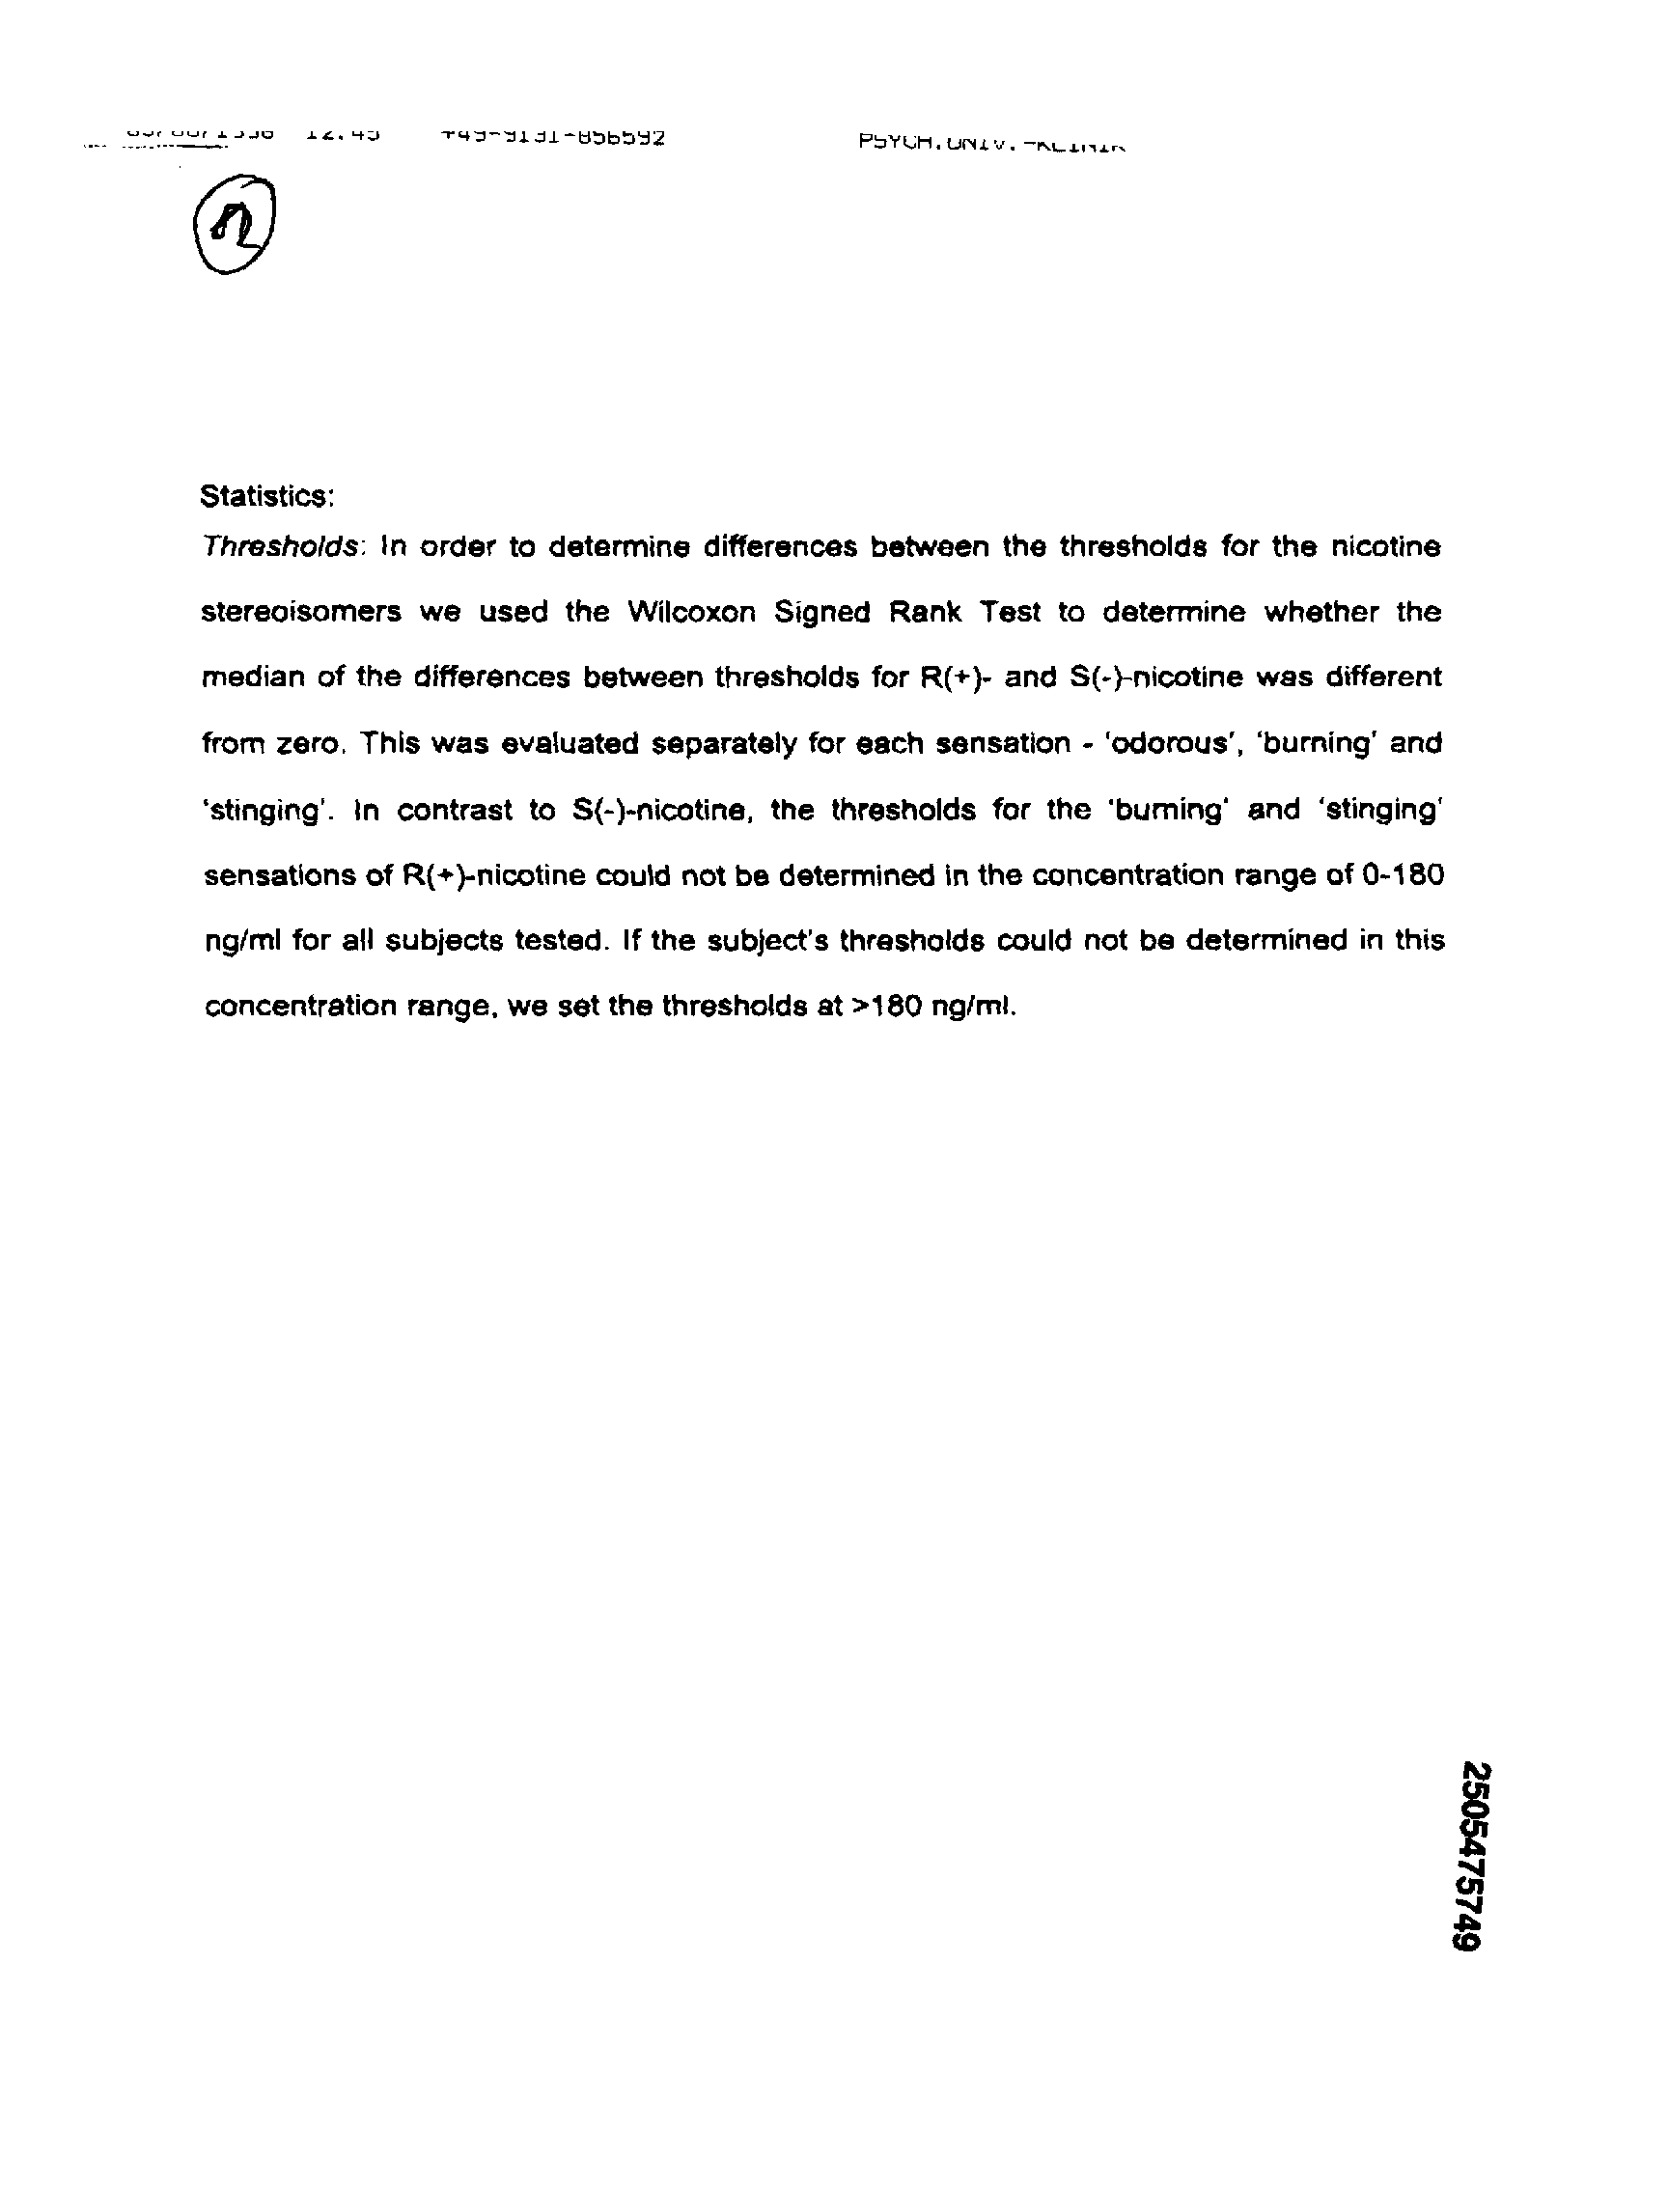 12.45 +49-9131-856592 PSYCH.UNIV.-KLINIK
Statistics:
Thresholds: In order to determine differences between the thresholds for the nicotine
stereoisomers we used the Wilcoxon Signed Rank Test to determine whether the
median of the differences between thresholds for R(+)- and S(-)-nicotine was different
from zero. This was evaluated separately for each sensation - 'odorous', 'burning' and
'stinging'. In contrast to S(-)-nicotine, the thresholds for the 'burning' and 'stinging'
sensations of R(+)-nicotine could not be determined in the concentration range of 0-180
ng/ml for all subjects tested. If the subject's thresholds could not be determined in this
concentration range, we set the thresholds at >180 ng/ml.
2505475749